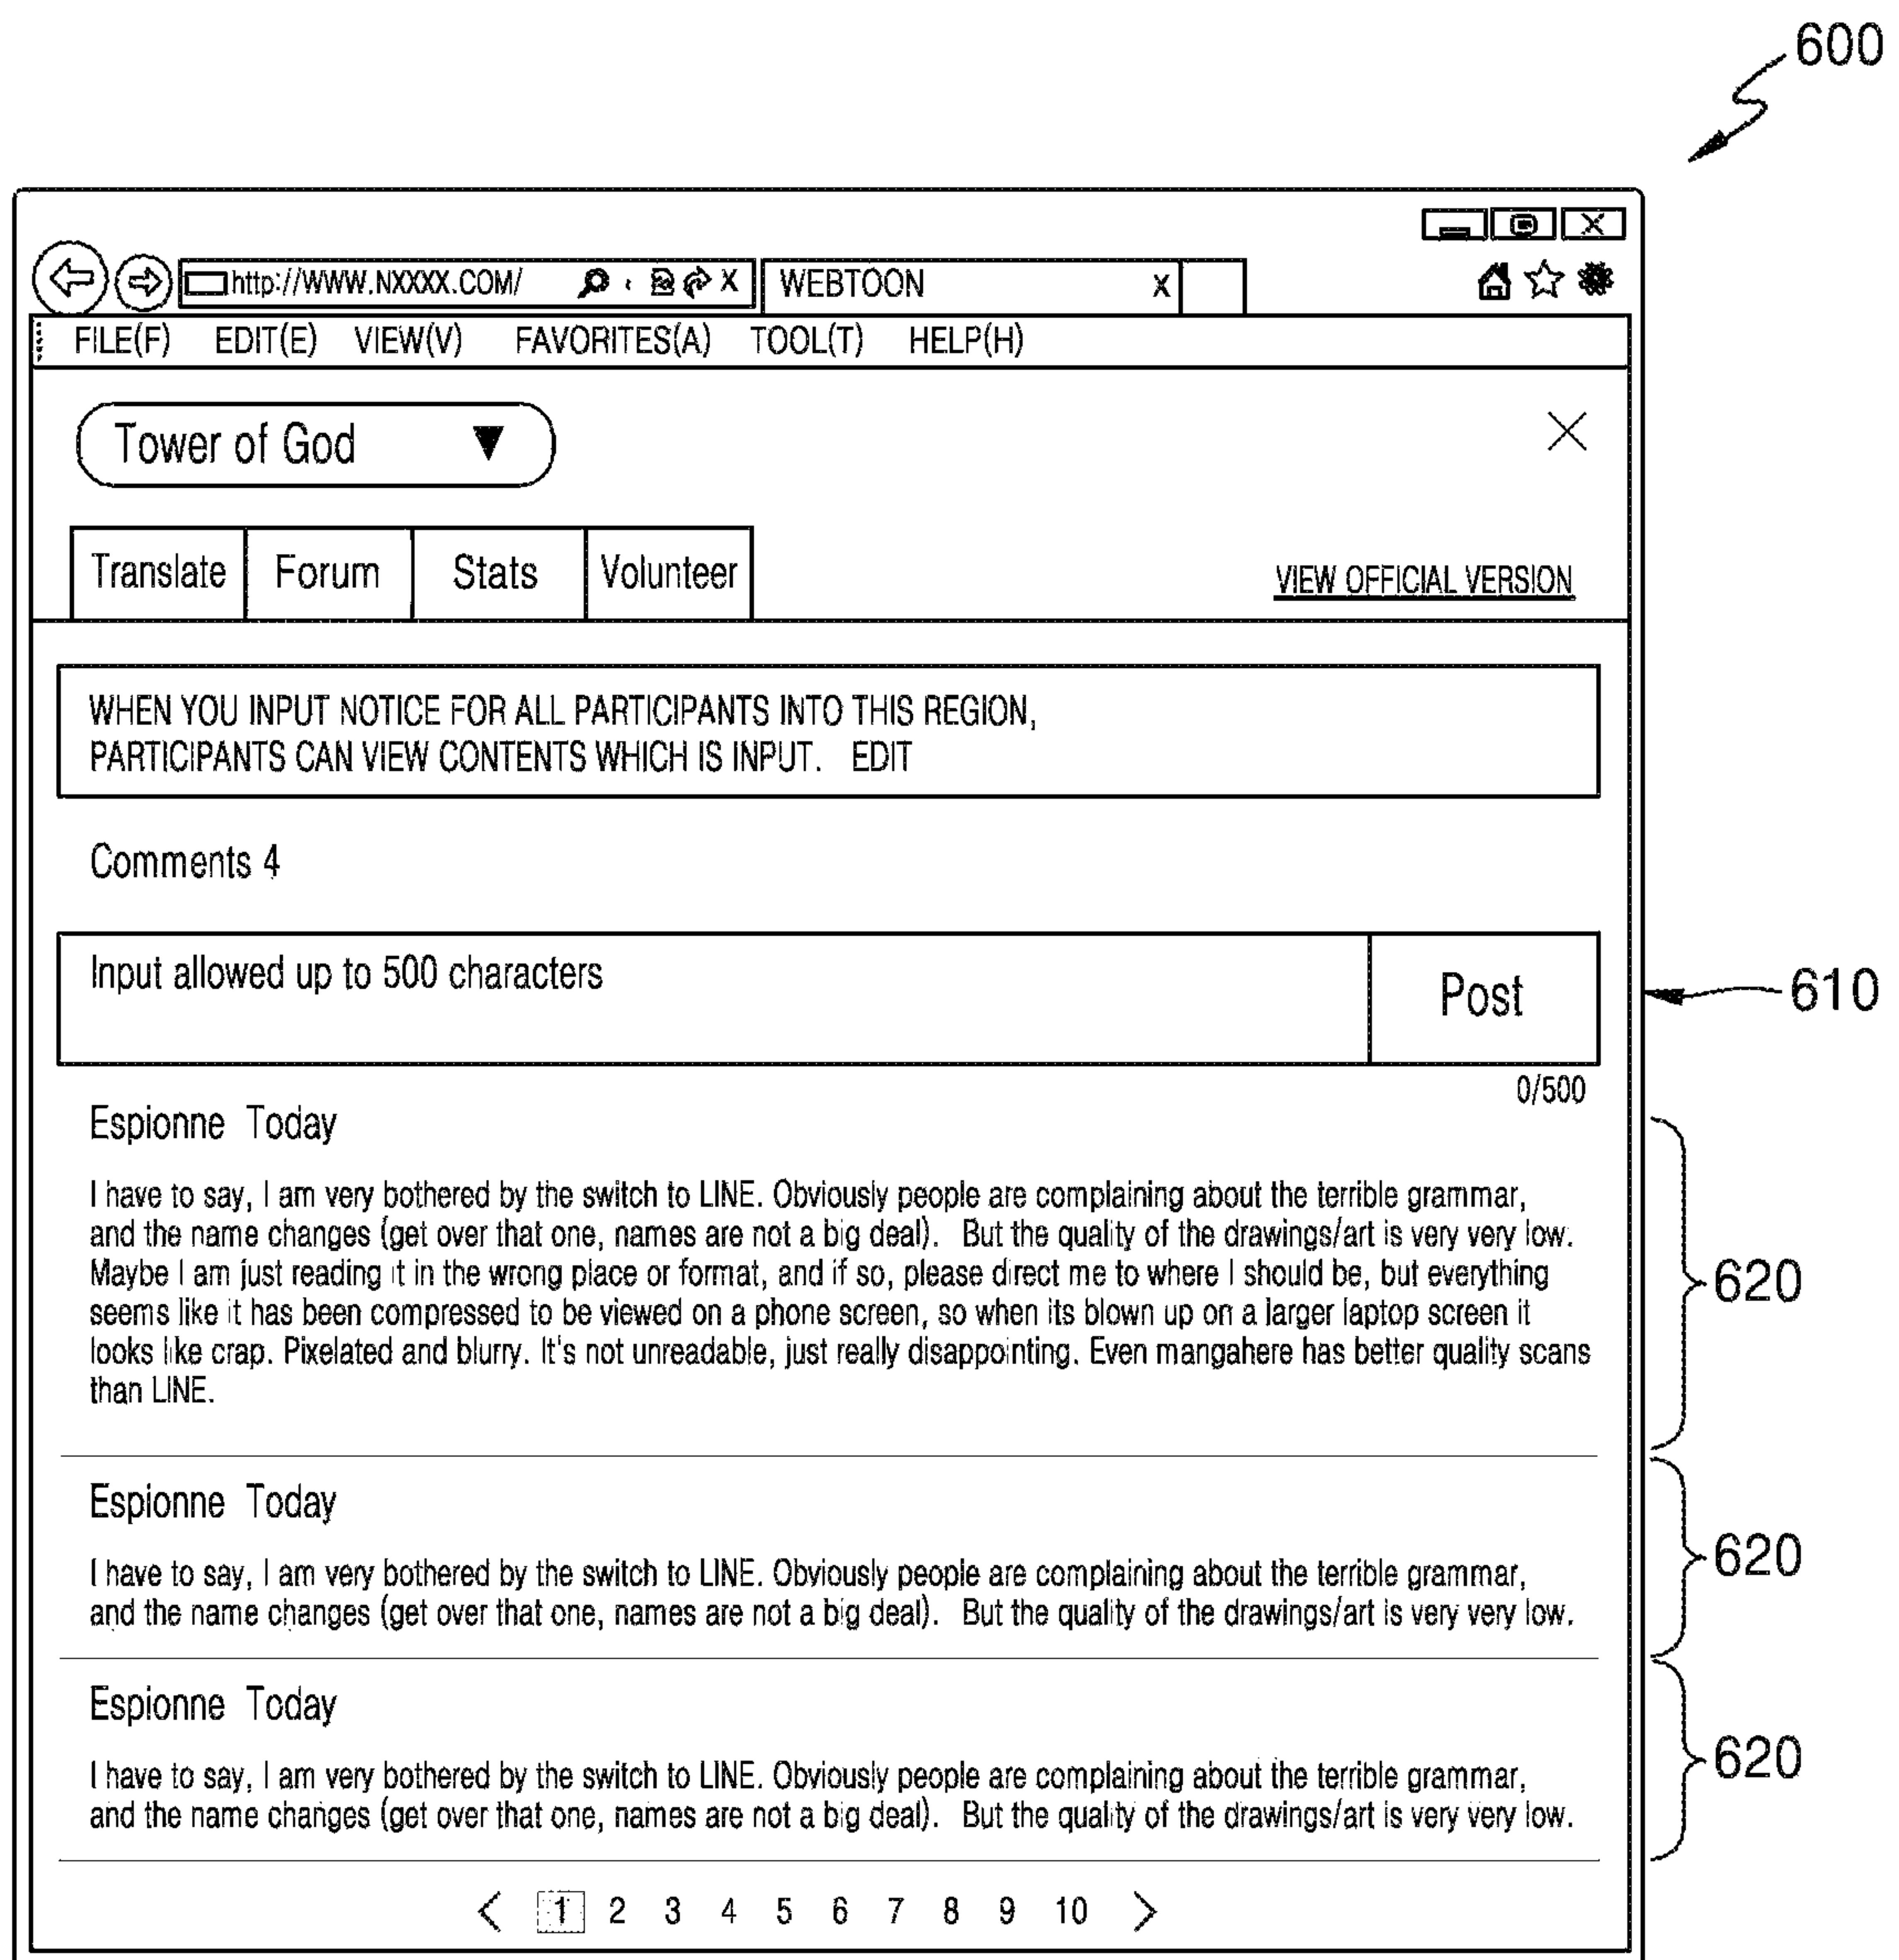 600
http://WWW.NXXXX.COM/ X WEBTOON X
FILE(F) EDIT(E) VIEW(V) FAVORITES(A) TOOL(T) HELP(H)
Tower of God ▼
Translate Forum Stats Volunteer VIEW OFFICIAL VERSION
WHEN YOU INPUT NOTICE FOR ALL PARTICIPANTS INTO THIS REGION,
PARTICIPANTS CAN VIEW CONTENTS WHICH IS INPUT. EDIT
Comments 4
Input allowed up to 500 characters Post 610
0/500
Espionne Today
I have to say, I am very bothered by the switch to LINE. Obviously people are complaining about the terrible grammar,
and the name changes (get over that one, names are not a big deal). But the quality of the drawings/art is very very low.
Maybe I am just reading it in the wrong place or format, and if so, please direct me to where I should be, but everything
seems like it has been compressed to be viewed on a phone screen, so when its blown up on a larger laptop screen it
looks like crap. Pixelated and blurry. It's not unreadable, just really disappointing. Even mangahere has better quality scans
than LINE.
620
Espionne Today
I have to say, I am very bothered by the switch to LINE. Obviously people are complaining about the terrible grammar,
and the name changes (get over that one, names are not a big deal). But the quality of the drawings/art is very very low.
620
Espionne Today
I have to say, I am very bothered by the switch to LINE. Obviously people are complaining about the terrible grammar,
and the name changes (get over that one, names are not a big deal). But the quality of the drawings/art is very very low.
620
< 1 2 3 4 5 6 7 8 9 10 >